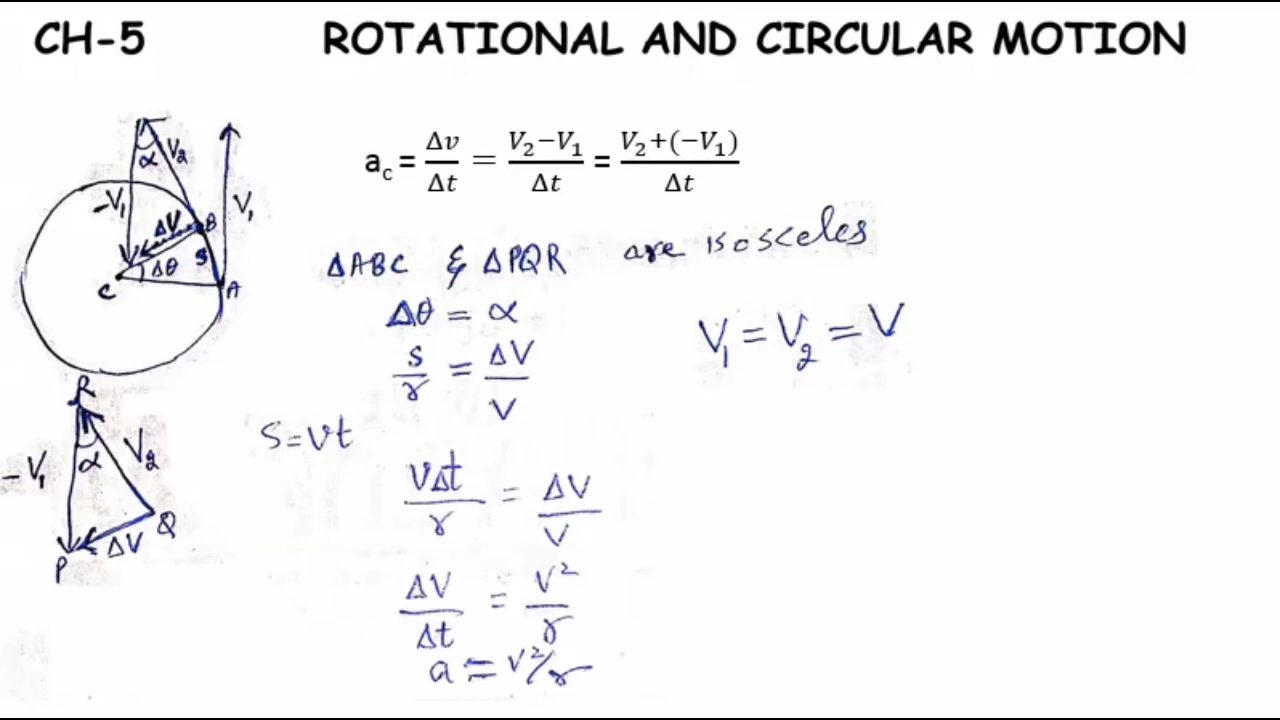 CH-5 ROTATIONAL AND CIRCULAR MOTION
a_c = Δv/Δt = V₂−V₁/Δt = V₂+(−V₁)/Δt
α V₂
-V₁ ΔV B V₁
Δθ S
C A
ΔABC & ΔPQR are isosceles
Δθ = α
V₁ = V₂ = V
s/r = ΔV/V
S=vt
vΔt/r = ΔV/V
ΔV/Δt = V²/r
a = v²/r
R
-V₁ α V₂
Q
ΔV
P